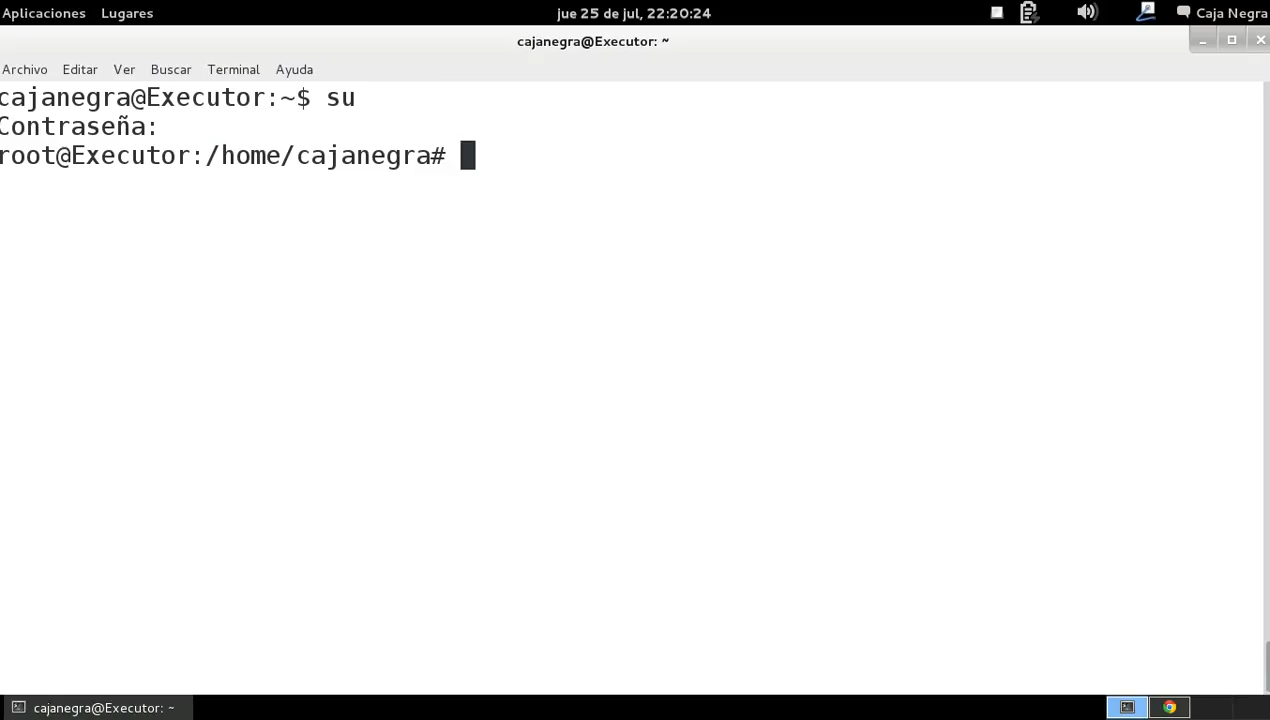 Aplicaciones Lugares jue 25 de jul, 22:20:24 Caja Negra
cajanegra@Executor: ~
Archivo Editar Ver Buscar Terminal Ayuda
cajanegra@Executor:~$ su
Contraseña:
root@Executor:/home/cajanegra#
cajanegra@Executor: ~